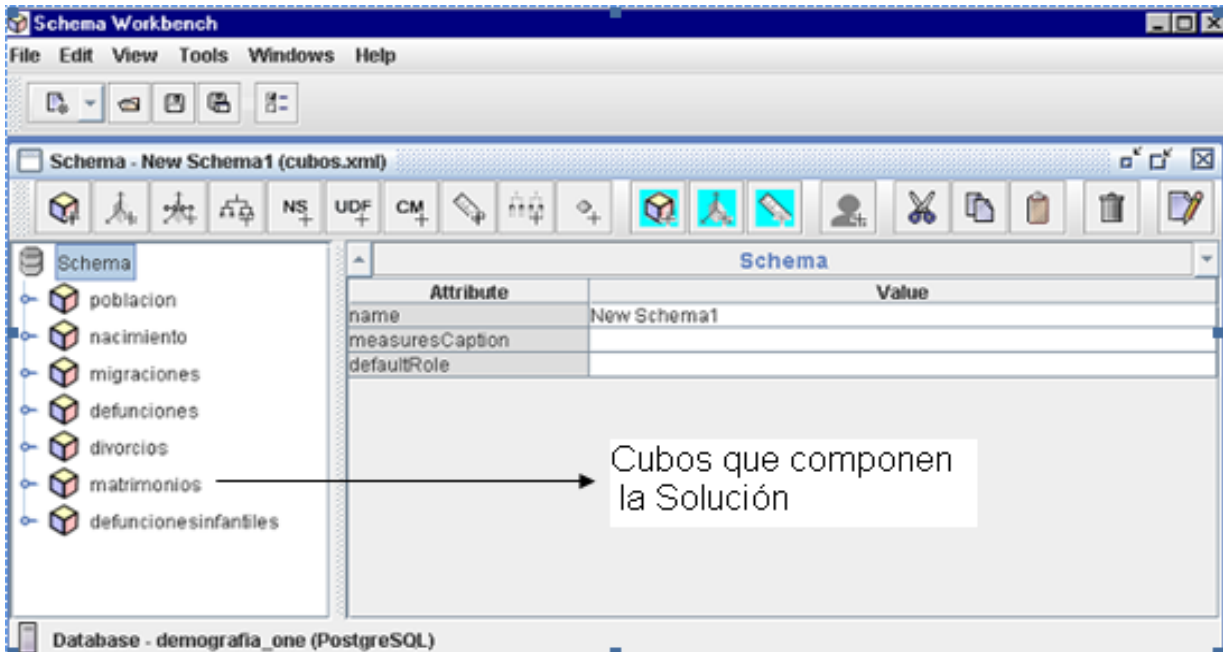 Schema Workbench
File Edit View Tools Windows Help
Schema - New Schema1 (cubos.xml)
NS UDF CM
Schema
poblacion
nacimiento
migraciones
defunciones
divorcios
matrimonios
defuncionesinfantiles
Schema
Attribute Value
name New Schema1
measuresCaption
defaultRole
Cubos que componen
la Solución
Database - demografia_one (PostgreSQL)